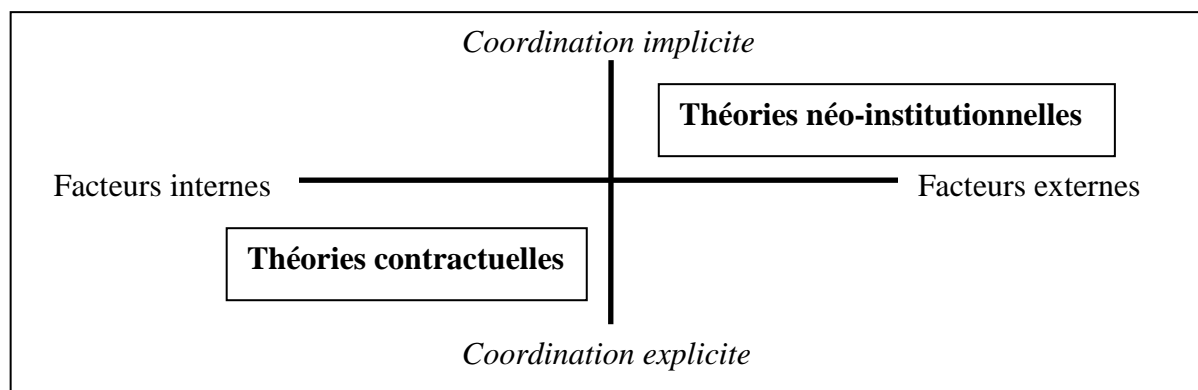 Coordination implicite
Théories néo-institutionnelles
Facteurs internes
Facteurs externes
Théories contractuelles
Coordination explicite